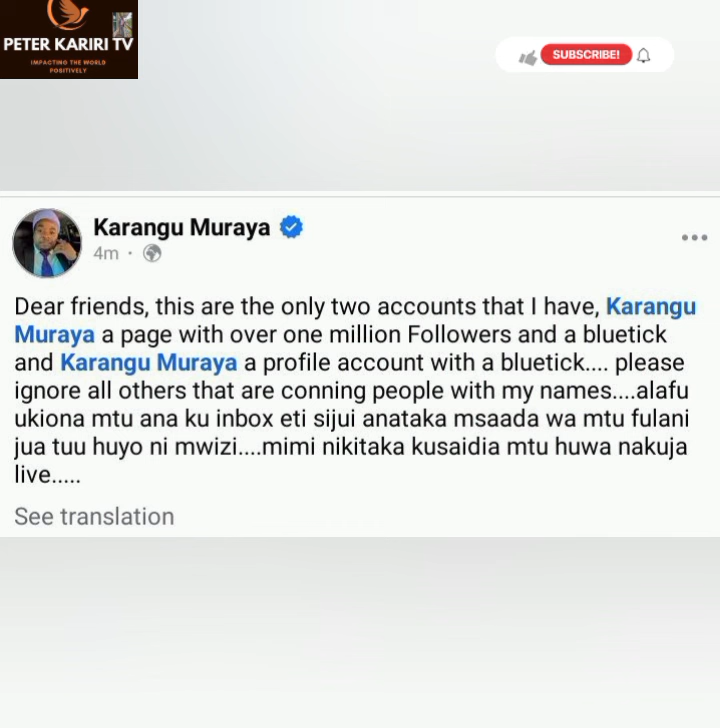 PETER KARIRI TV
IMPACTING THE WORLD
POSITIVELY
SUBSCRIBE!
Karangu Muraya
4m ·
Dear friends, this are the only two accounts that I have, Karangu
Muraya a page with over one million Followers and a bluetick
and Karangu Muraya a profile account with a bluetick.... please
ignore all others that are conning people with my names....alafu
ukiona mtu ana ku inbox eti sijui anataka msaada wa mtu fulani
jua tuu huyo ni mwizi....mimi nikitaka kusaidia mtu huwa nakuja
live.....
See translation